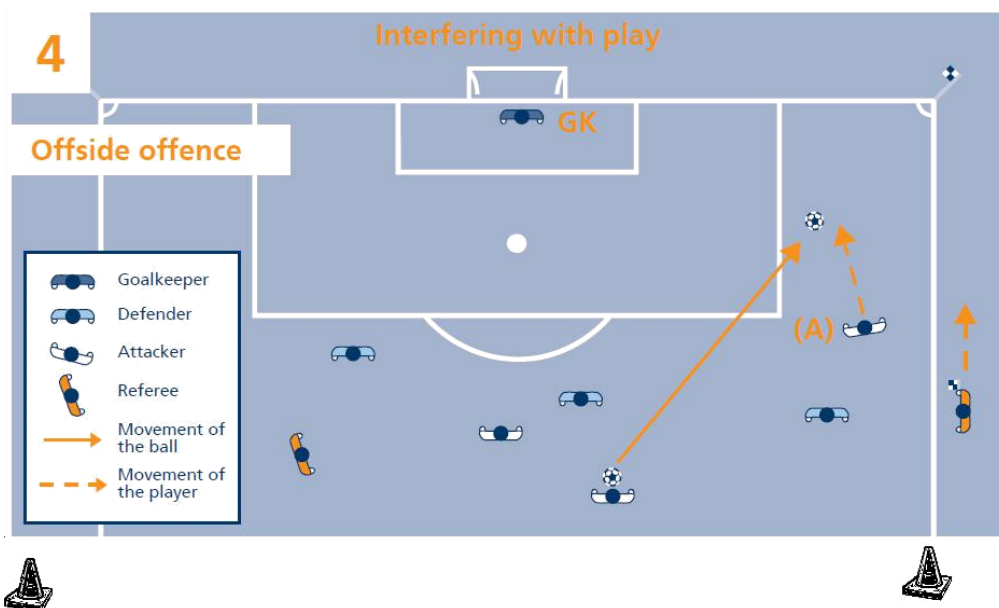 4
Interfering with play
GK
Offside offence
(A)
Goalkeeper
Defender
Attacker
Referee
Movement of
the ball
Movement of
the player